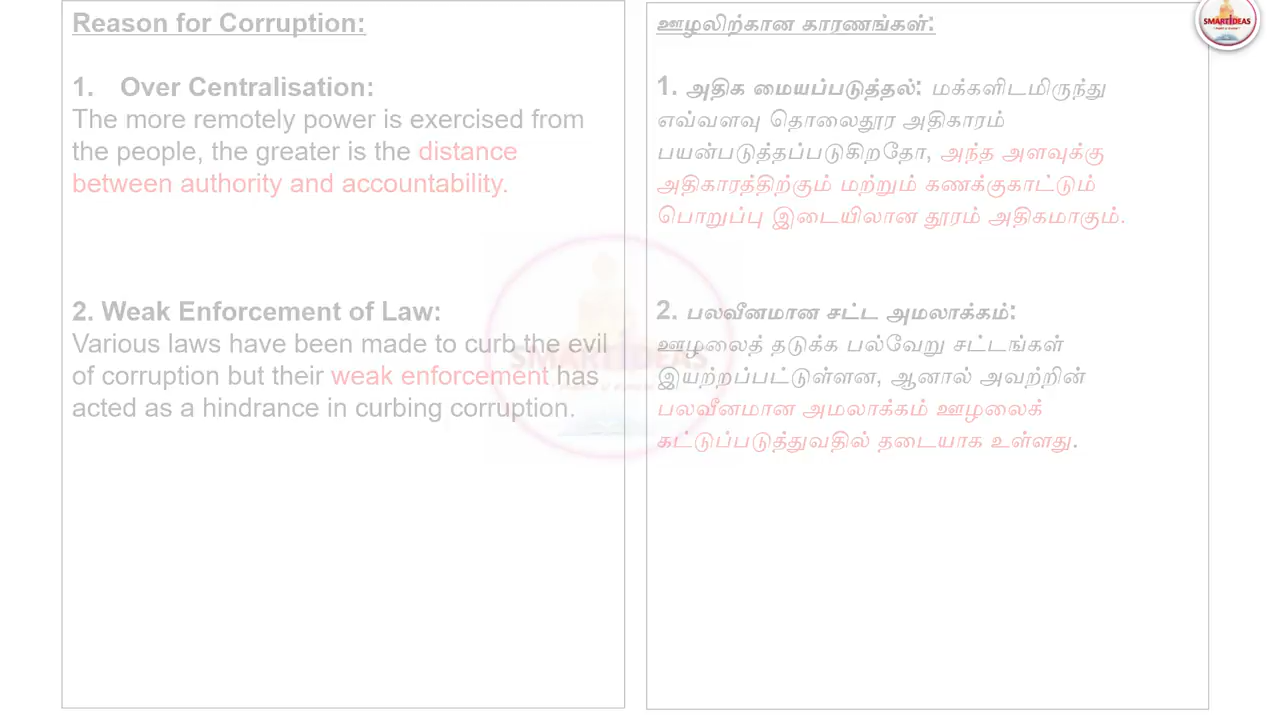 Reason for Corruption:
1. Over Centralisation:
The more remotely power is exercised from
the people, the greater is the distance
between authority and accountability.
2. Weak Enforcement of Law:
Various laws have been made to curb the evil
of corruption but their weak enforcement has
acted as a hindrance in curbing corruption.
ஊழலிற்கான காரணங்கள்:
1. அதிக மையப்படுத்தல்: மக்களிடமிருந்து
எவ்வளவு தொலைதூர அதிகாரம்
பயன்படுத்தப்படுகிறதோ, அந்த அளவுக்கு
அதிகாரத்திற்கும் மற்றும் கணக்குகாட்டும்
பொறுப்பு இடையிலான தூரம் அதிகமாகும்.
2. பலவீனமான சட்ட அமலாக்கம்:
ஊழலைத் தடுக்க பல்வேறு சட்டங்கள்
இயற்றப்பட்டுள்ளன, ஆனால் அவற்றின்
பலவீனமான அமலாக்கம் ஊழலைக்
கட்டுப்படுத்துவதில் தடையாக உள்ளது.
SMART IDEAS
SMART IDEAS